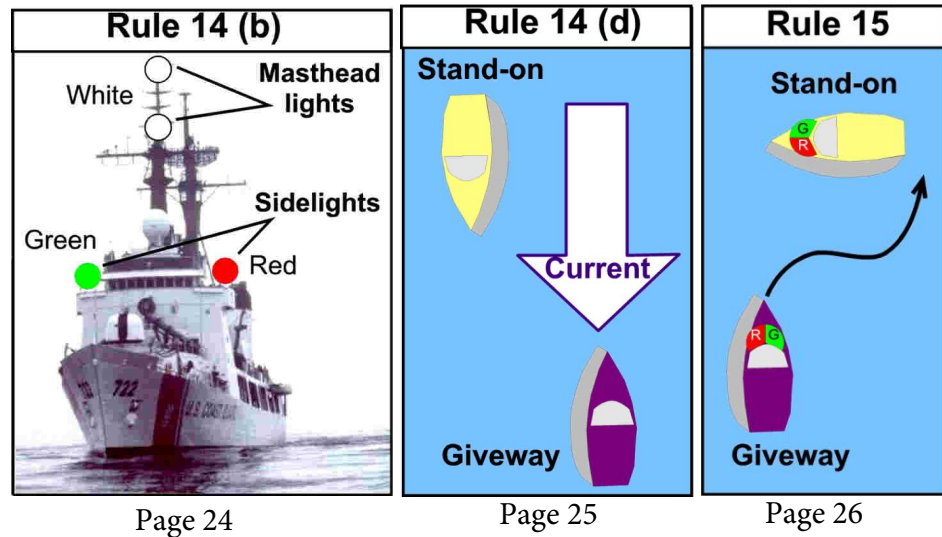 Rule 14 (b)
Masthead
lights
White
Sidelights
Green
Red
722
Page 24
Rule 14 (d)
Stand-on
Current
Giveway
Page 25
Rule 15
Stand-on
G
R
R
G
Giveway
Page 26